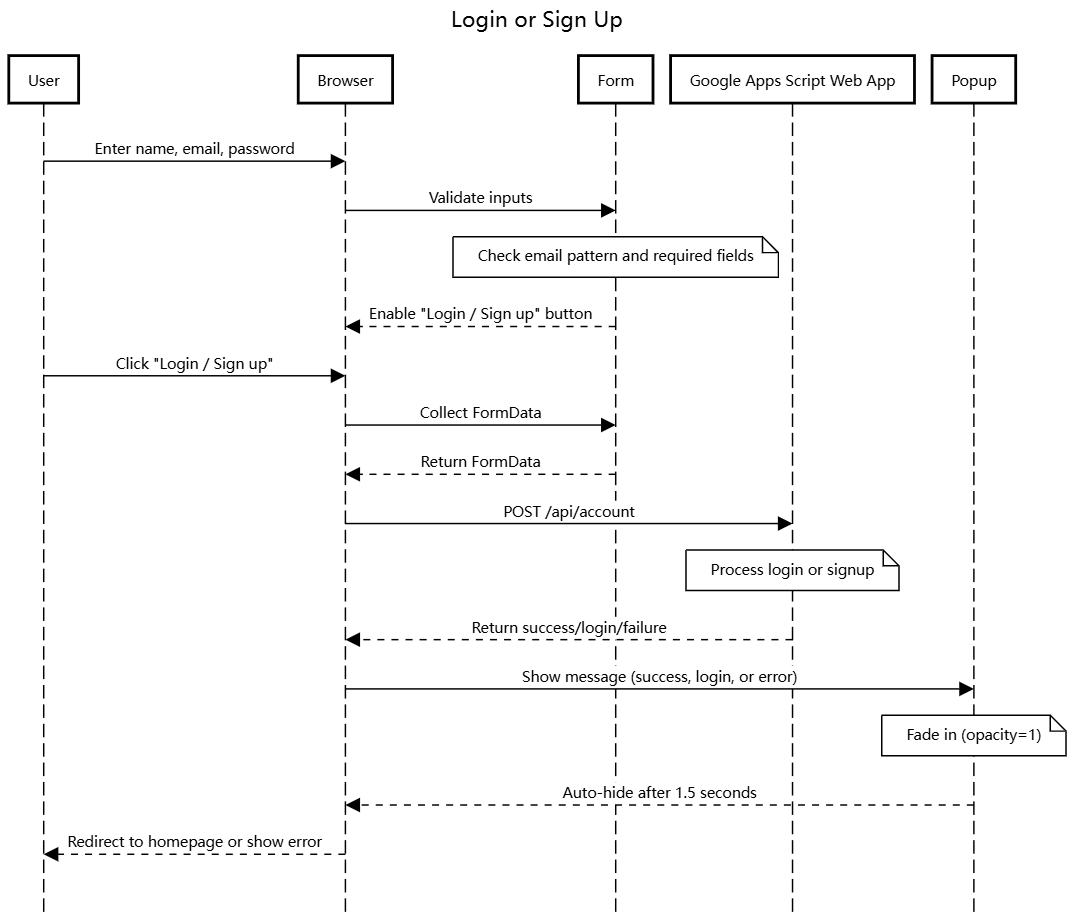 Login or Sign Up
User
Browser
Form
Google Apps Script Web App
Popup
Enter name, email, password
Validate inputs
Check email pattern and required fields
Enable "Login / Sign up" button
Click "Login / Sign up"
Collect FormData
Return FormData
POST /api/account
Process login or signup
Return success/login/failure
Show message (success, login, or error)
Fade in (opacity=1)
Auto-hide after 1.5 seconds
Redirect to homepage or show error